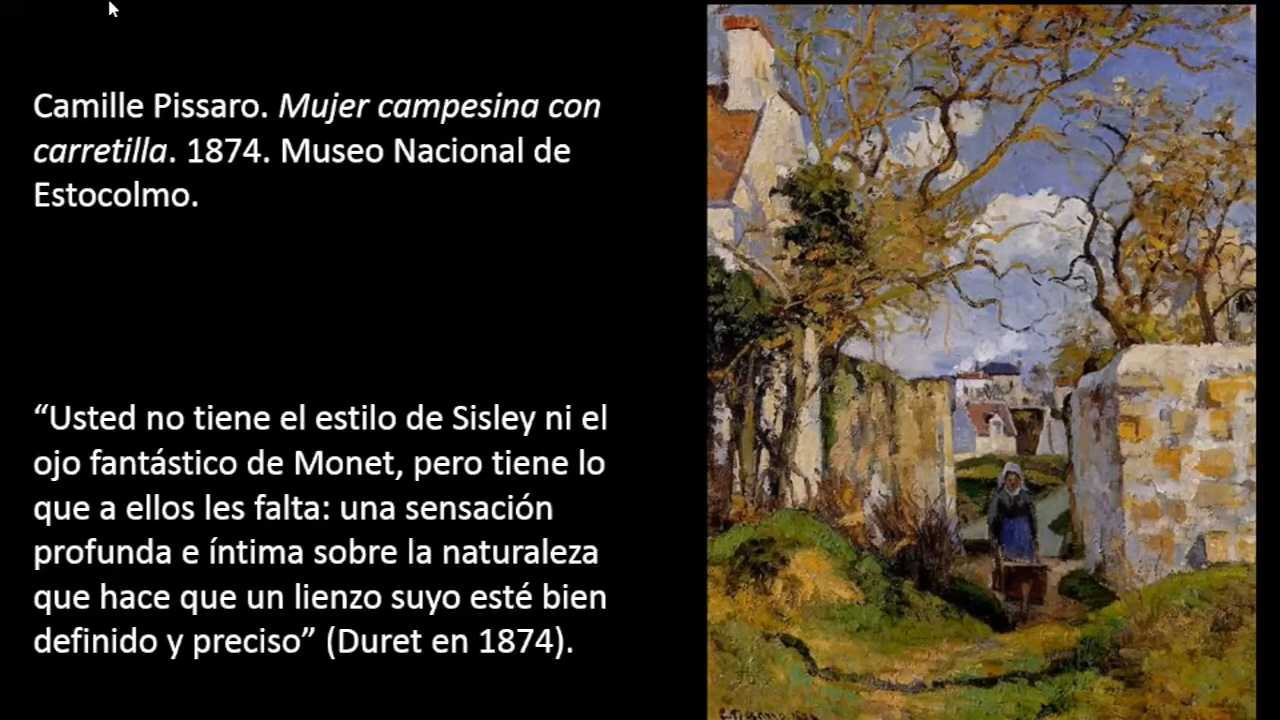 Camille Pissaro. Mujer campesina con
carretilla. 1874. Museo Nacional de
Estocolmo.
“Usted no tiene el estilo de Sisley ni el
ojo fantástico de Monet, pero tiene lo
que a ellos les falta: una sensación
profunda e íntima sobre la naturaleza
que hace que un lienzo suyo esté bien
definido y preciso” (Duret en 1874).